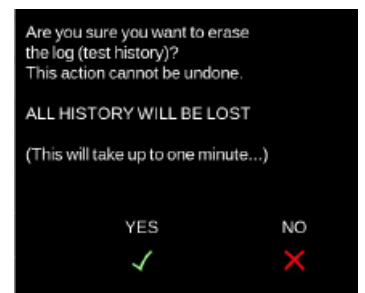 Are you sure you want to erase
the log (test history)?
This action cannot be undone.
ALL HISTORY WILL BE LOST
(This will take up to one minute...)
YES NO